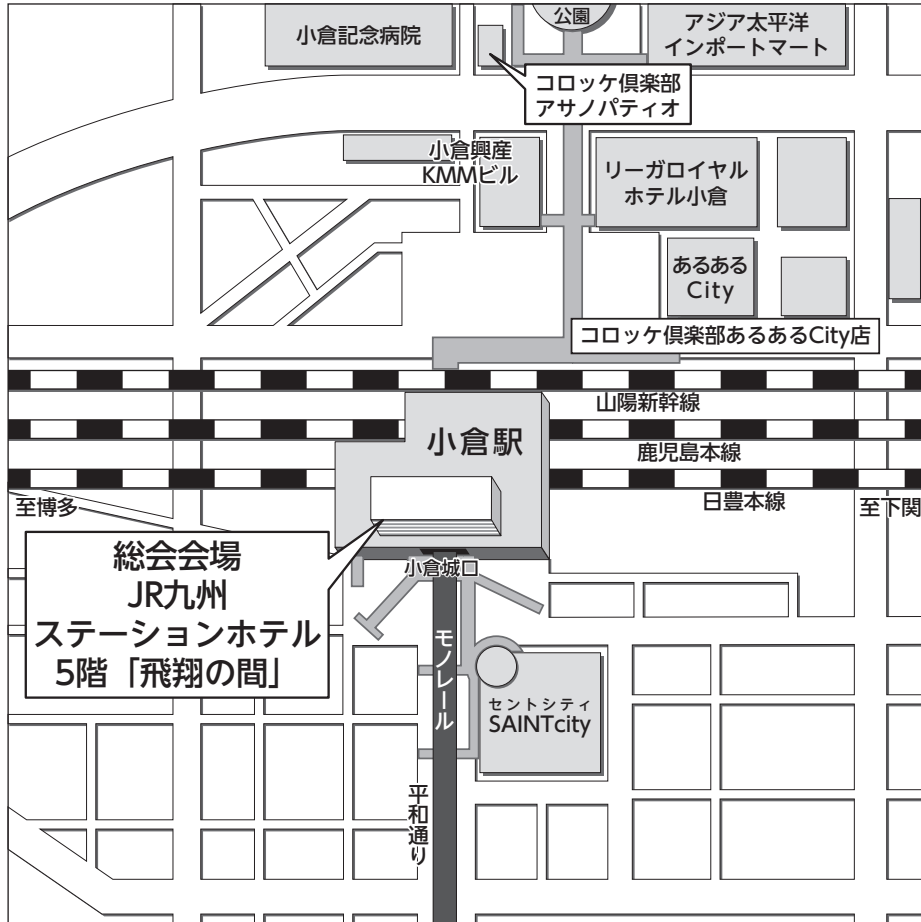 公園
小倉記念病院
アジア太平洋
インポートマート
コロッケ倶楽部
アサノパティオ
小倉興産
KMMビル
リーガロイヤル
ホテル小倉
あるある
City
コロッケ倶楽部あるあるCity店
山陽新幹線
小倉駅
鹿児島本線
日豊本線
至博多
至下関
総会会場
JR九州
ステーションホテル
5階「飛翔の間」
小倉城口
モノレール
セントシティ
SAINTcity
平和通り